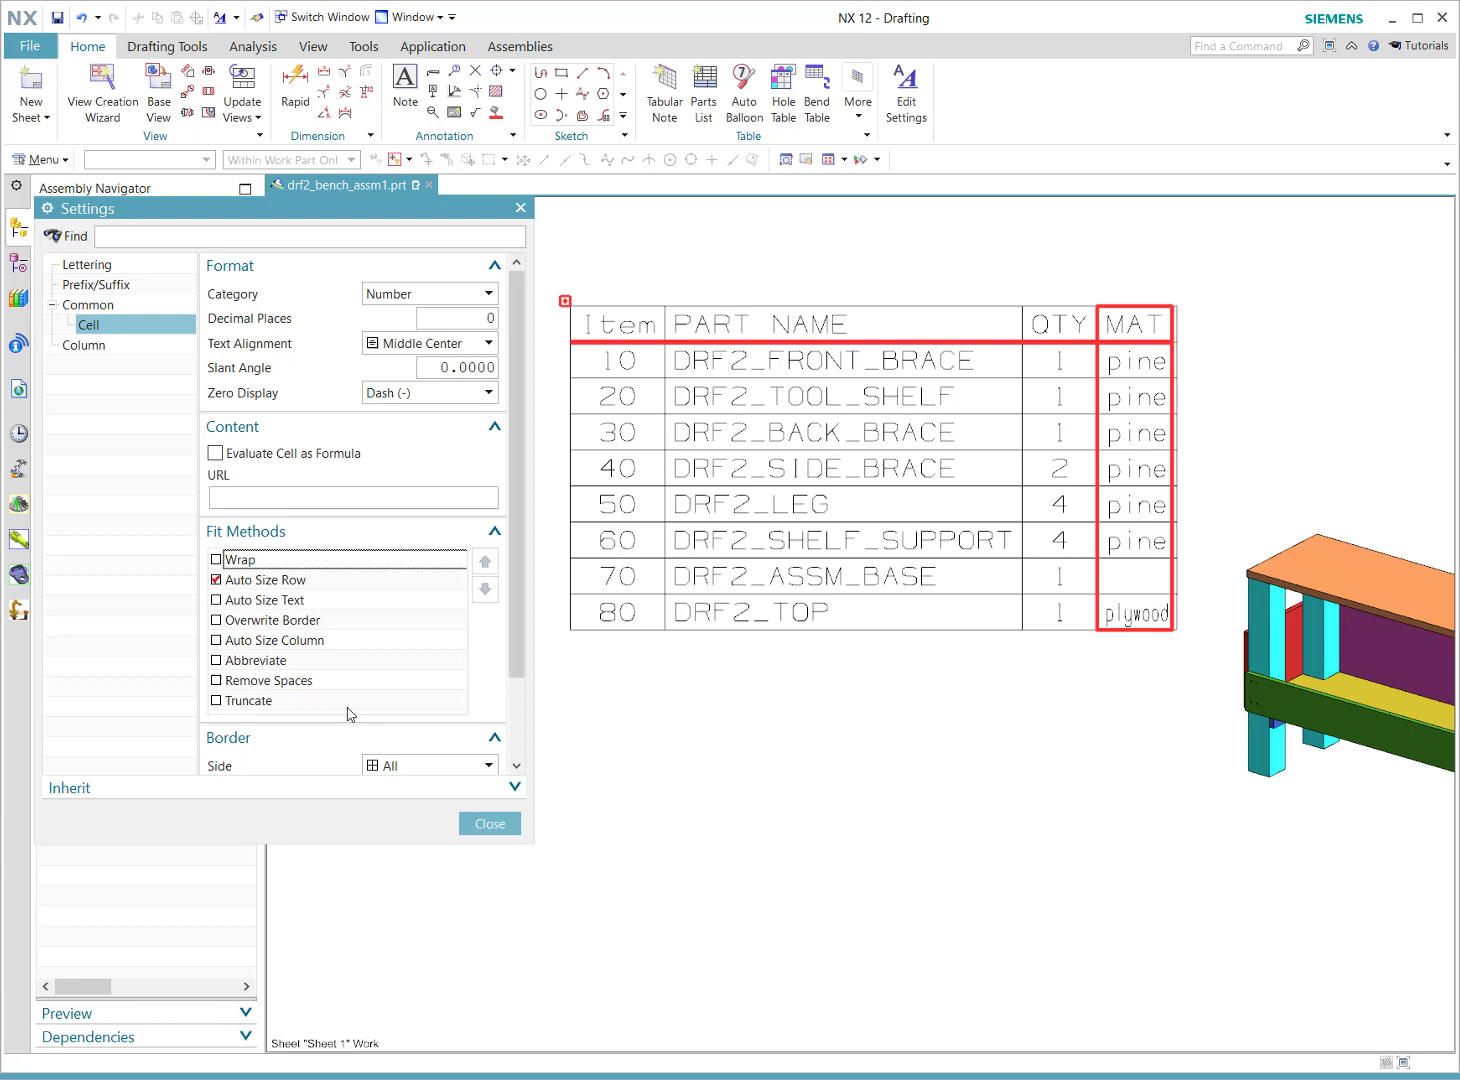 NX Switch Window Window NX 12 - Drafting SIEMENS
File Home Drafting Tools Analysis View Tools Application Assemblies Find a Command Tutorials
New Sheet View Creation Wizard Base View Update Views Rapid Note Tabular Note Parts List Auto Balloon Hole Table Bend Table More Edit Settings
View Dimension Annotation Sketch Table
Menu Within Work Part Onl
Assembly Navigator drf2_bench_assm1.prt
Settings
Find
Lettering
Prefix/Suffix
Common
Cell
Column
Format
Category Number
Decimal Places 0
Text Alignment Middle Center
Slant Angle 0.0000
Zero Display Dash (-)
Content
Evaluate Cell as Formula
URL
Fit Methods
Wrap
Auto Size Row
Auto Size Text
Overwrite Border
Auto Size Column
Abbreviate
Remove Spaces
Truncate
Border
Side All
Inherit
Close
Item PART NAME QTY MAT
10 DRF2_FRONT_BRACE 1 pine
20 DRF2_TOOL_SHELF 1 pine
30 DRF2_BACK_BRACE 1 pine
40 DRF2_SIDE_BRACE 2 pine
50 DRF2_LEG 4 pine
60 DRF2_SHELF_SUPPORT 4 pine
70 DRF2_ASSM_BASE 1
80 DRF2_TOP 1 plywood
Preview
Dependencies
Sheet "Sheet 1" Work